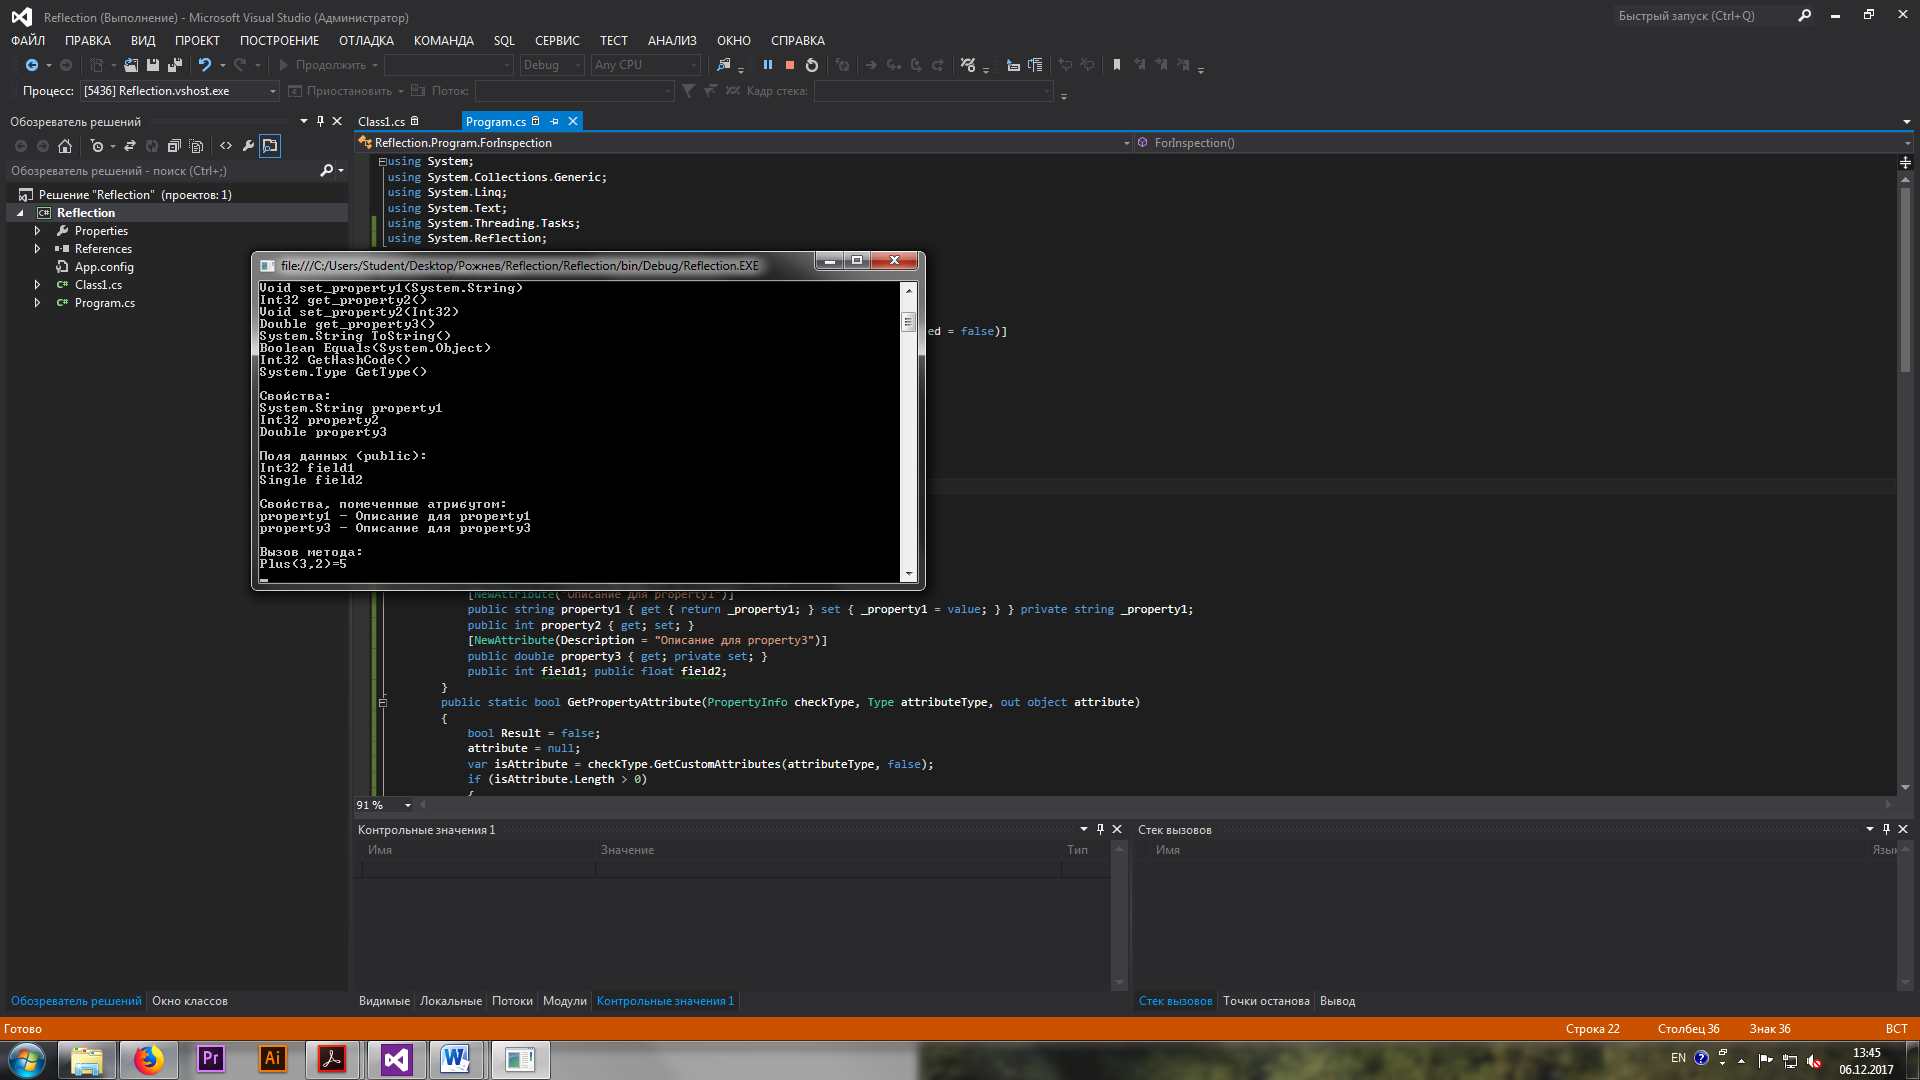 Reflection (Выполнение) - Microsoft Visual Studio (Администратор)
Быстрый запуск (Ctrl+Q)
ФАЙЛ ПРАВКА ВИД ПРОЕКТ ПОСТРОЕНИЕ ОТЛАДКА КОМАНДА SQL СЕРВИС ТЕСТ АНАЛИЗ ОКНО СПРАВКА
Продолжить Debug Any CPU
Процесс: [5436] Reflection.vshost.exe Приостановить Поток: Кадр стека:
Обозреватель решений
Class1.cs Program.cs
Reflection.Program.ForInspection ForInspection()
Обозреватель решений - поиск (Ctrl+;)
Решение "Reflection" (проектов: 1)
Reflection
Properties
References
App.config
Class1.cs
Program.cs
using System;
using System.Collections.Generic;
using System.Linq;
using System.Text;
using System.Threading.Tasks;
using System.Reflection;
ed = false)]
file:///C:/Users/Student/Desktop/Рожнев/Reflection/Reflection/bin/Debug/Reflection.EXE
Void set_property1(System.String)
Int32 get_property2()
Void set_property2(Int32)
Double get_property3()
System.String ToString()
Boolean Equals(System.Object)
Int32 GetHashCode()
System.Type GetType()
Свойства:
System.String property1
Int32 property2
Double property3
Поля данных (public):
Int32 field1
Single field2
Свойства, помеченные атрибутом:
property1 - Описание для property1
property3 - Описание для property3
Вызов метода:
Plus(3,2)=5
[NewAttribute("Описание для property1")]
public string property1 { get { return _property1; } set { _property1 = value; } } private string _property1;
public int property2 { get; set; }
[NewAttribute(Description = "Описание для property3")]
public double property3 { get; private set; }
public int field1; public float field2;
}
public static bool GetPropertyAttribute(PropertyInfo checkType, Type attributeType, out object attribute)
{
bool Result = false;
attribute = null;
var isAttribute = checkType.GetCustomAttributes(attributeType, false);
if (isAttribute.Length > 0)
{
91 %
Контрольные значения 1
Имя Значение Тип
Стек вызовов
Имя Язык
Обозреватель решений Окно классов
Видимые Локальные Потоки Модули Контрольные значения 1
Стек вызовов Точки останова Вывод
Готово Строка 22 Столбец 36 Знак 36 ВСТ
Pr Ai W
EN
13:45
06.12.2017